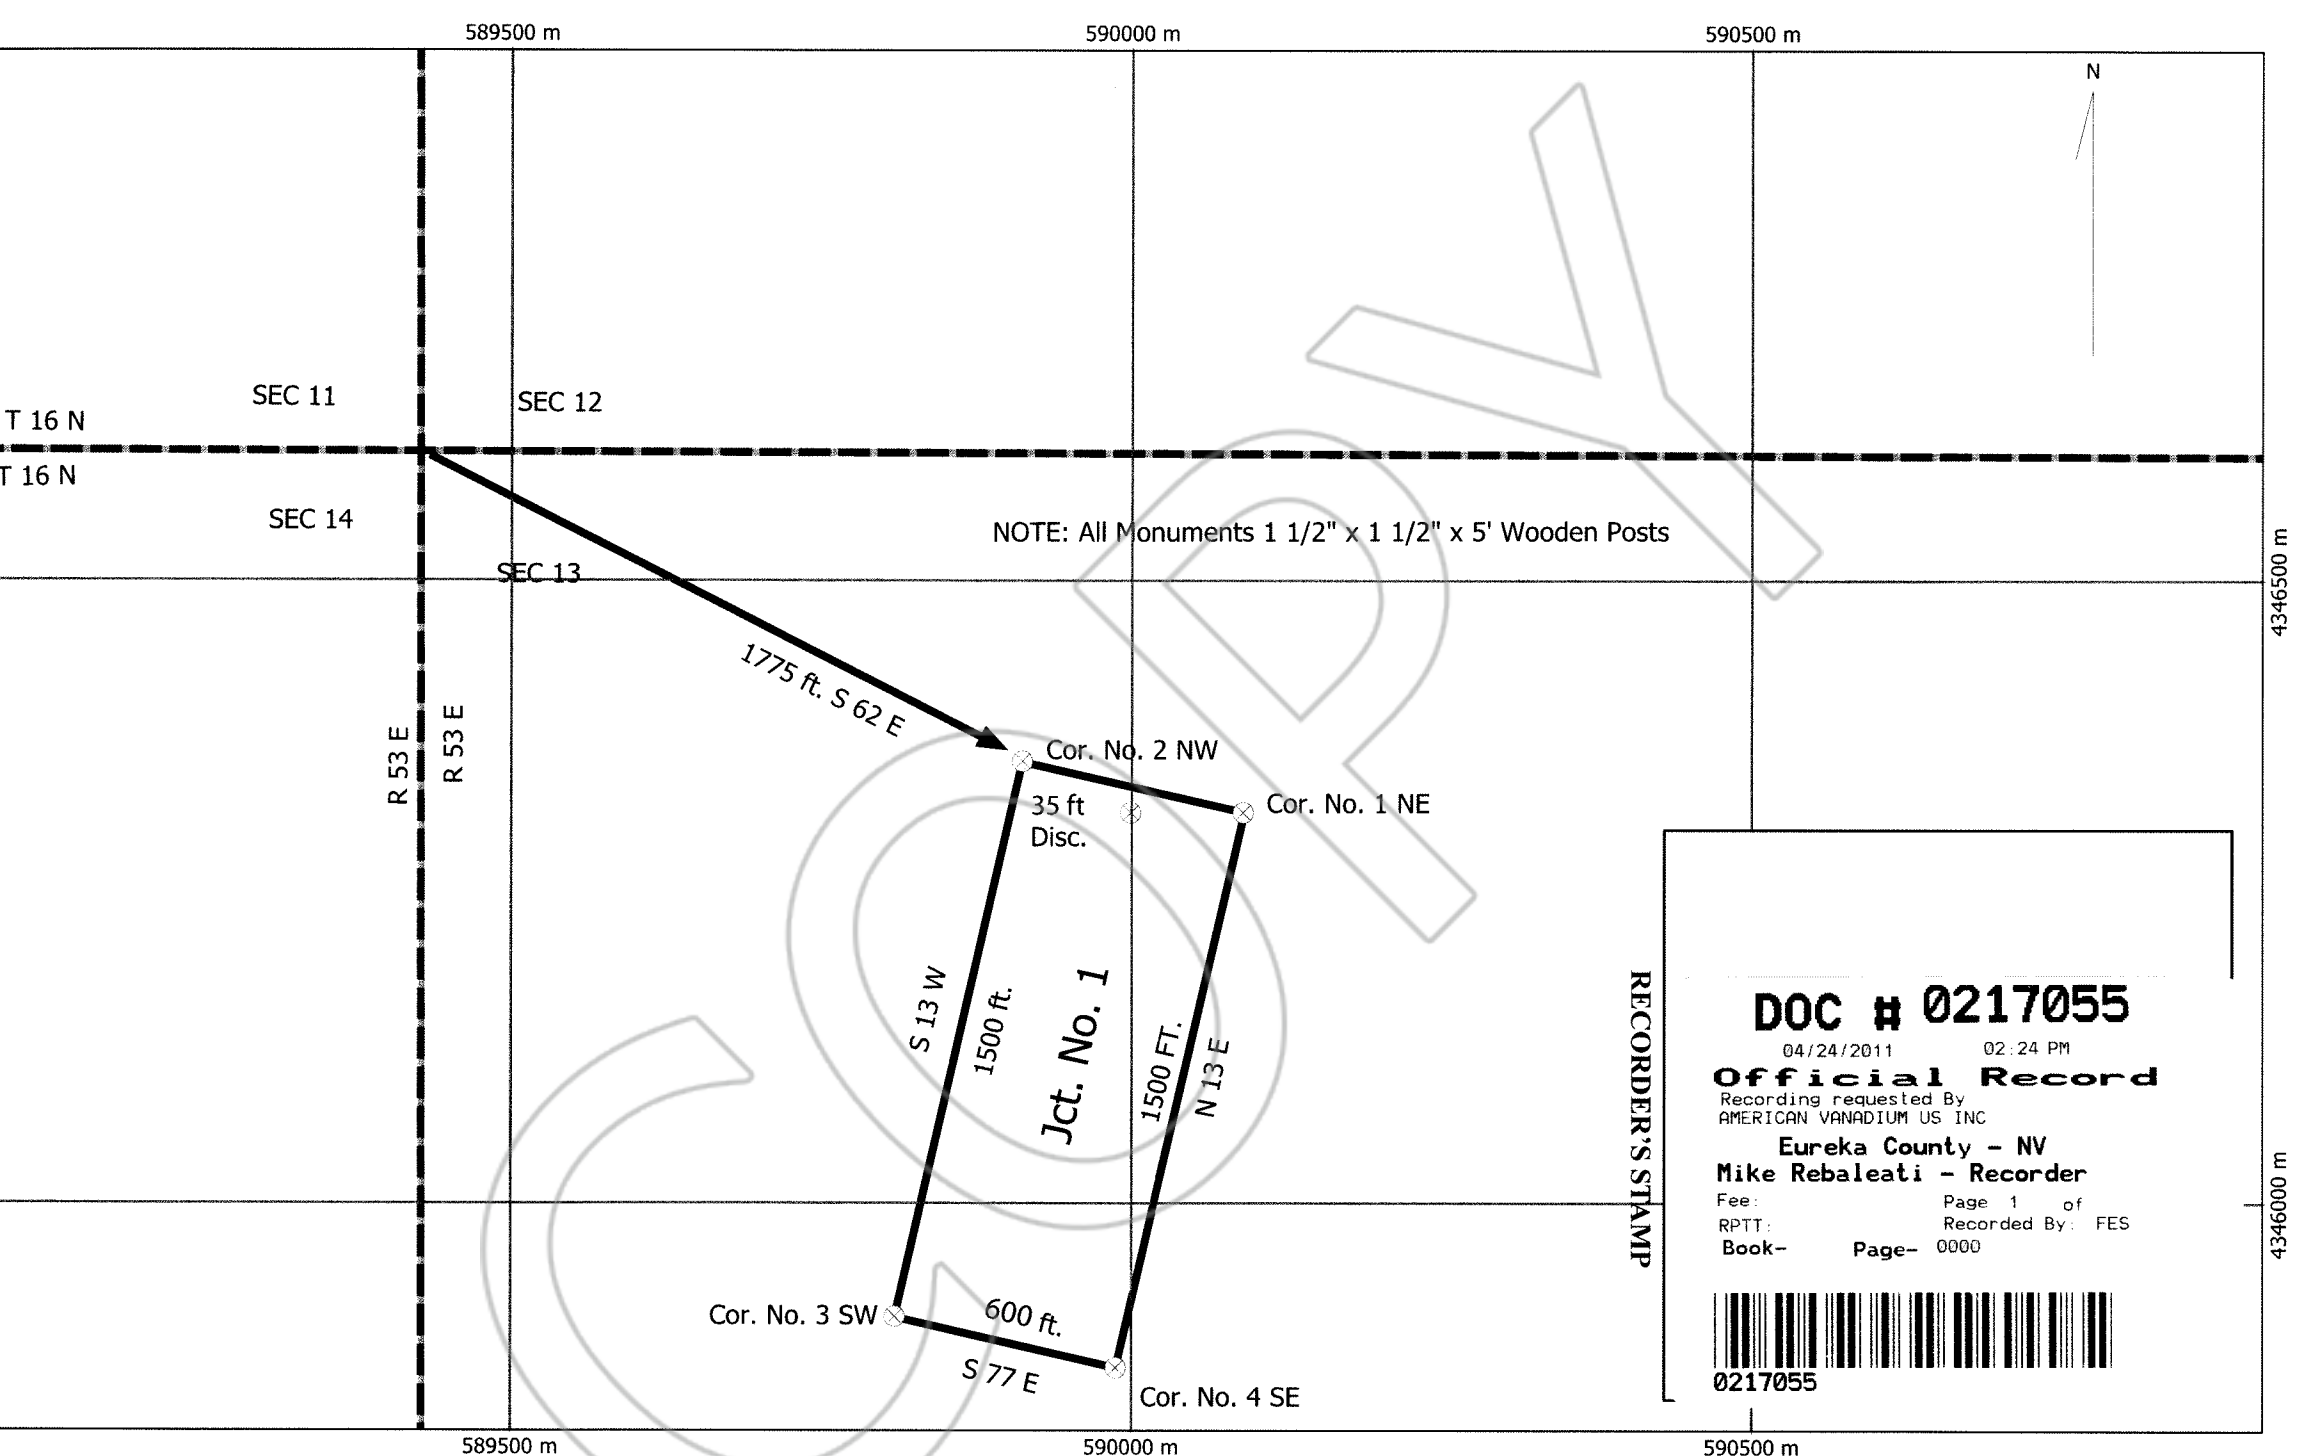 589500 m
590000 m
590500 m
N
SEC 11
SEC 12
T 16 N
T 16 N
SEC 14
SEC 13
NOTE: All Monuments 1 1/2" x 1 1/2" x 5' Wooden Posts
4346500 m
1775 ft. S 62 E
R 53 E
R 53 E
Cor. No. 2 NW
35 ft
Disc.
Cor. No. 1 NE
S 13 W
1500 ft.
Jct. No. 1
1500 FT.
N 13 E
COPY
RECORDER'S STAMP
DOC # 0217055
04/24/2011 02:24 PM
Official Record
Recording requested By
AMERICAN VANADIUM US INC
Eureka County - NV
Mike Rebaleati - Recorder
Fee: Page 1 of
RPTT: Recorded By: FES
Book- Page- 0000
0217055
4346000 m
Cor. No. 3 SW
600 ft.
S 77 E
Cor. No. 4 SE
589500 m
590000 m
590500 m